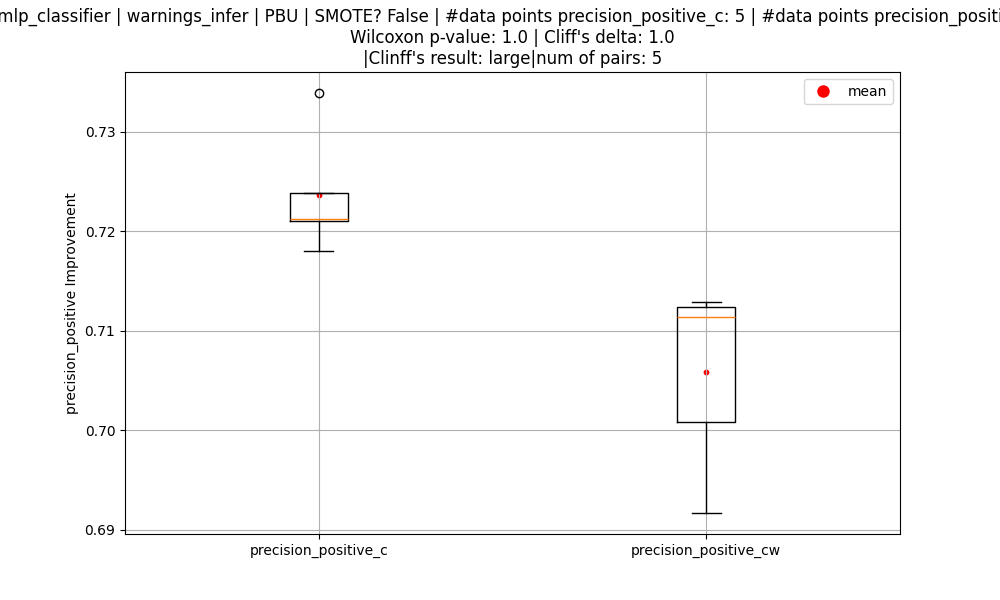 mlp_classifier | warnings_infer | PBU | SMOTE? False | #data points precision_positive_c: 5 | #data points
Wilcoxon p-value: 1.0 | Cliff's delta: 1.0
|Clinff's result: large|num of pairs: 5
mean
precision_positive Improvement
0.73
0.72
0.71
0.70
0.69
precision_positive_c
precision_positive_cw